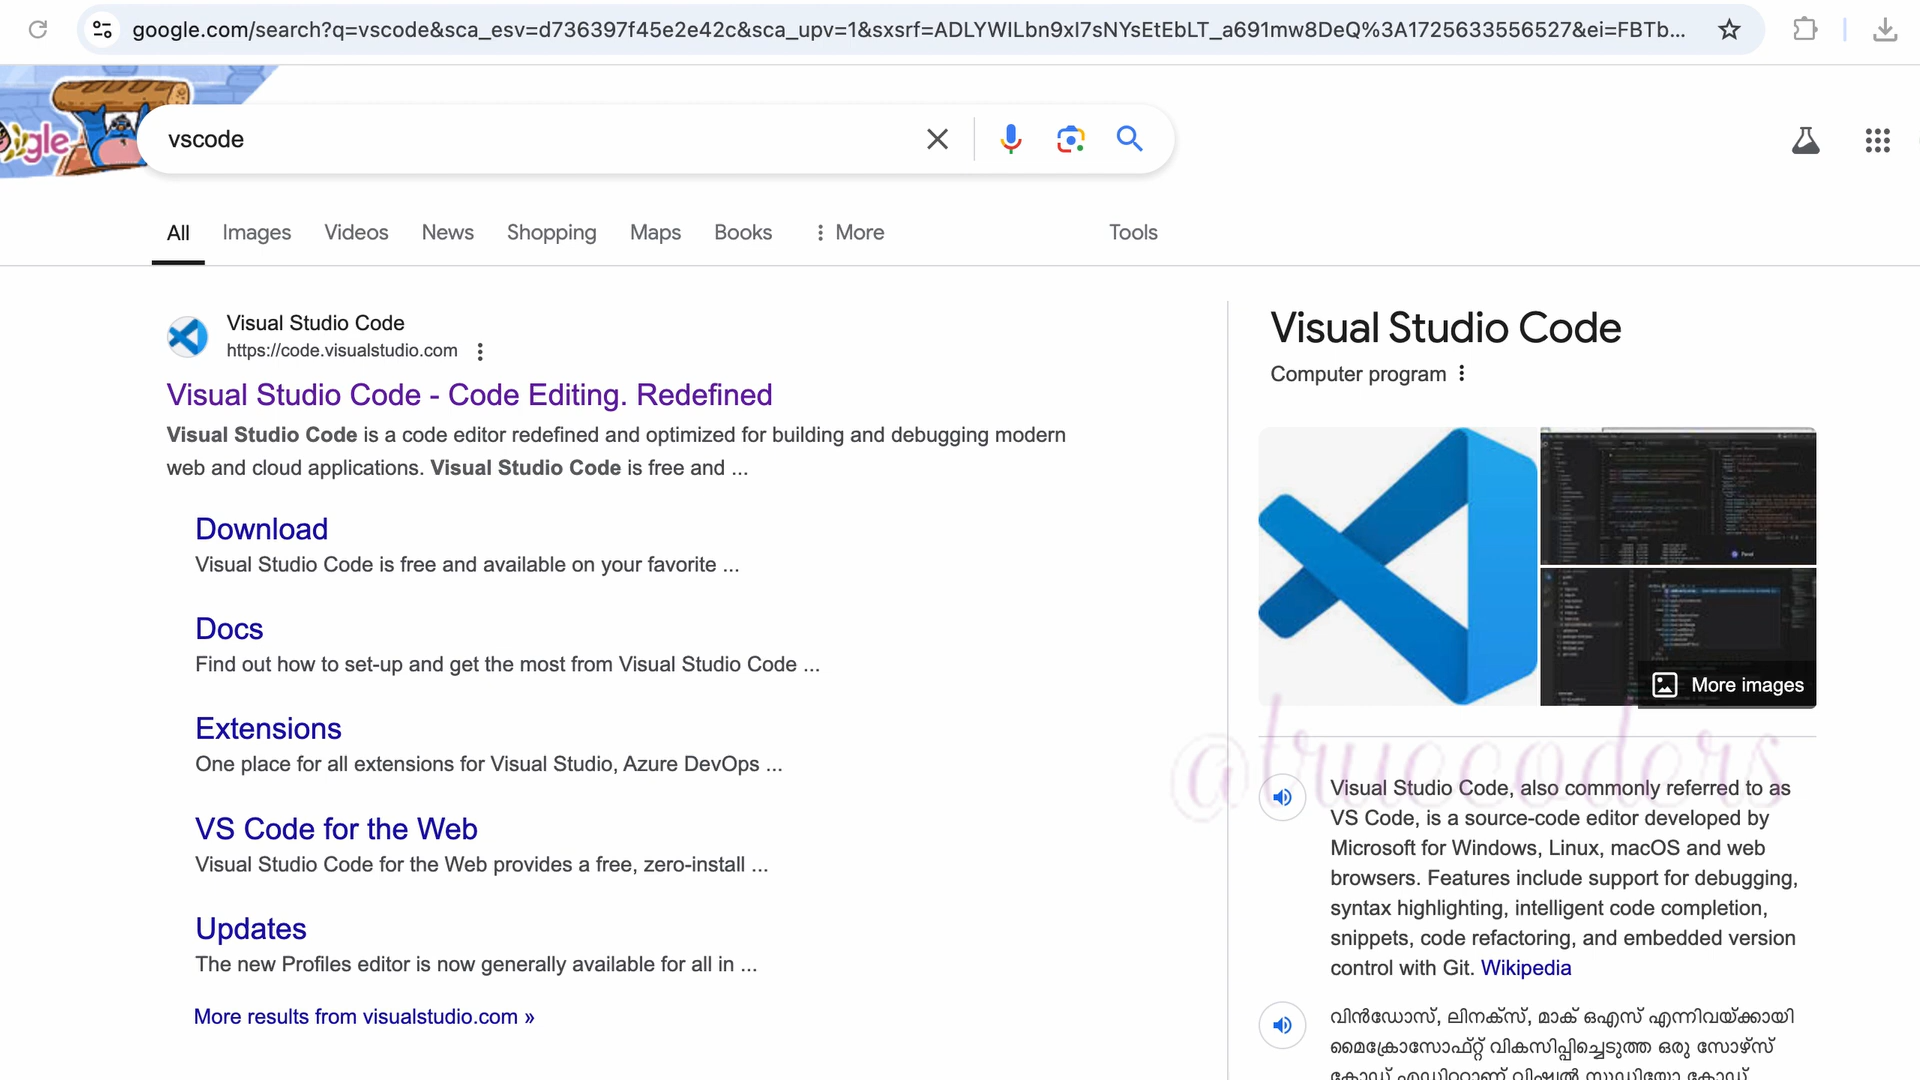 google.com/search?q=vscode&sca_esv=d736397f45e2e42c&sca_upv=1&sxsrf=ADLYWILbn9xI7sNYsEtEbLT_a691mw8DeQ%3A1725633556527&ei=FBTb...
gle
vscode
All Images Videos News Shopping Maps Books More Tools
Visual Studio Code
https://code.visualstudio.com
Visual Studio Code - Code Editing. Redefined
Visual Studio Code is a code editor redefined and optimized for building and debugging modern
web and cloud applications. Visual Studio Code is free and ...
Download
Visual Studio Code is free and available on your favorite ...
Docs
Find out how to set-up and get the most from Visual Studio Code ...
Extensions
One place for all extensions for Visual Studio, Azure DevOps ...
VS Code for the Web
Visual Studio Code for the Web provides a free, zero-install ...
Updates
The new Profiles editor is now generally available for all in ...
More results from visualstudio.com »
Visual Studio Code
Computer program
More images
@truecoders
Visual Studio Code, also commonly referred to as
VS Code, is a source-code editor developed by
Microsoft for Windows, Linux, macOS and web
browsers. Features include support for debugging,
syntax highlighting, intelligent code completion,
snippets, code refactoring, and embedded version
control with Git. Wikipedia
വിൻഡോസ്, ലിനക്സ്, മാക് ഒഎസ് എന്നിവയ്ക്കായി
മൈക്രോസോഫ്റ്റ് വികസിപ്പിച്ചെടുത്ത ഒരു സോഴ്സ്
കോഡ് എഡിററാണ് വിഷ്വൽ സ്റ്റുഡിയോ കോഡ്